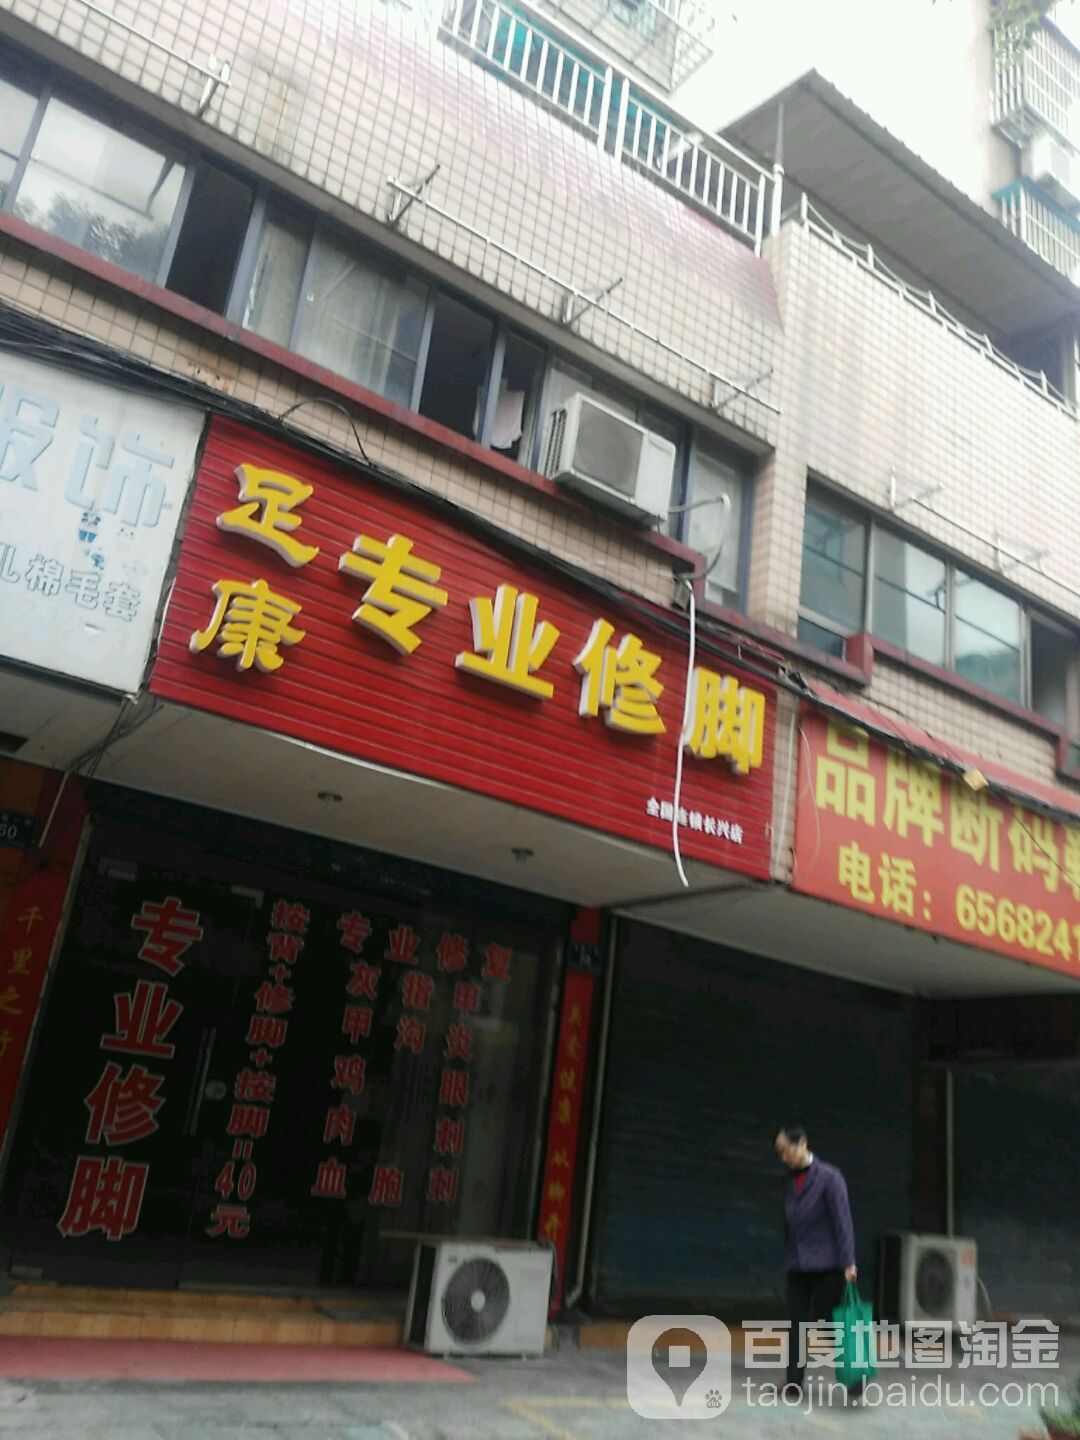 服饰
儿棉毛套
足康
专业修脚
全国连锁长兴店
品牌断码
电话：6568241
60
千里之行
专业修脚
按背+修脚+按脚=40元
专业修复
灰甲鸡肉血
指沟
甲炎眼刺
胞
百度地图淘金
taojin.baidu.com